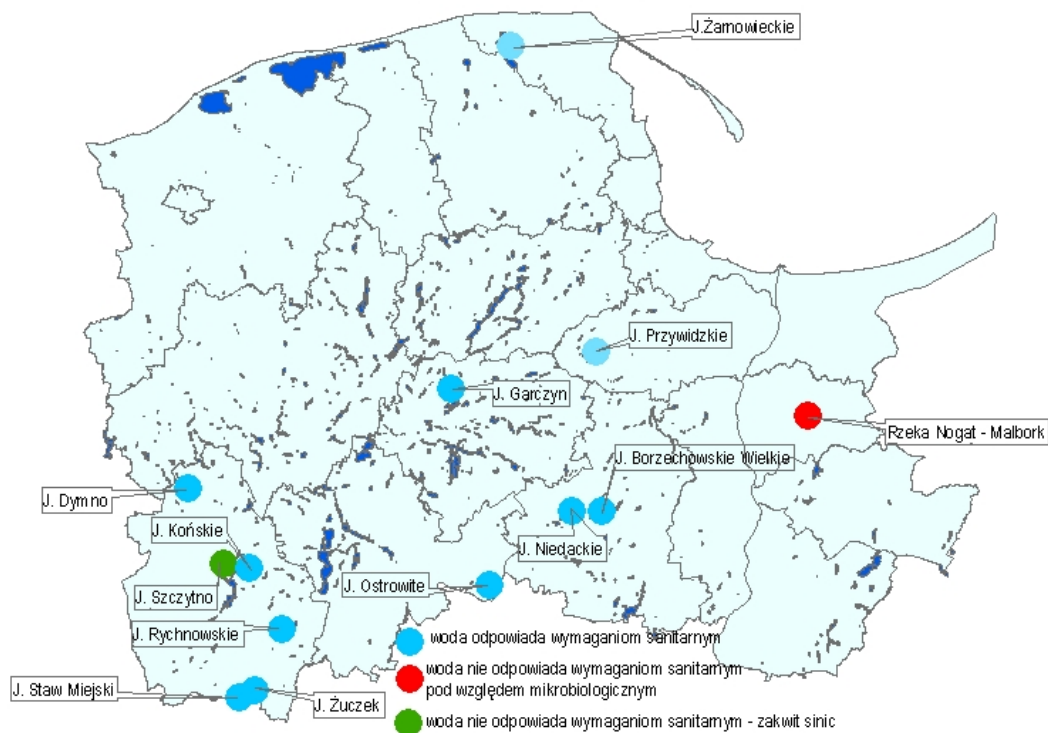 J.Żarnowieckie
J. Przywidzkie
J. Garczyn
Rzeka Nogat - Malbork
J. Borzechowskie Wielkie
J. Dymno
J. Końskie
J. Niedackie
J. Ostrowite
J. Szczytno
J. Rychnowskie
J. Staw Miejski
J. Żuczek
woda odpowiada wymaganiom sanitarnym
woda nie odpowiada wymaganiom sanitarnym
pod względem mikrobiologicznym
woda nie odpowiada wymaganiom sanitarnym - zakwit sinic